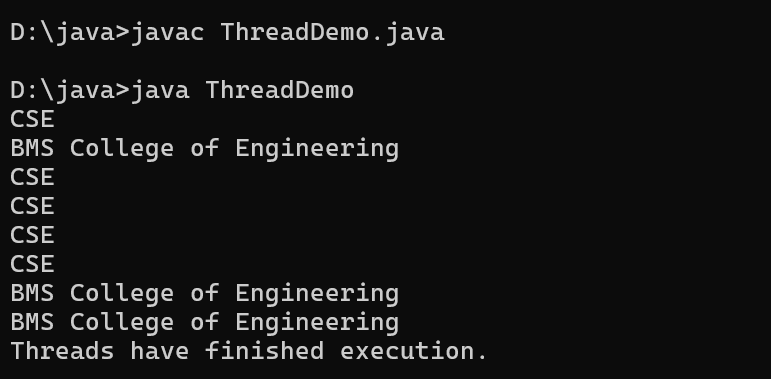 D:\java>javac ThreadDemo.java
D:\java>java ThreadDemo
CSE
BMS College of Engineering
CSE
CSE
CSE
CSE
BMS College of Engineering
BMS College of Engineering
Threads have finished execution.